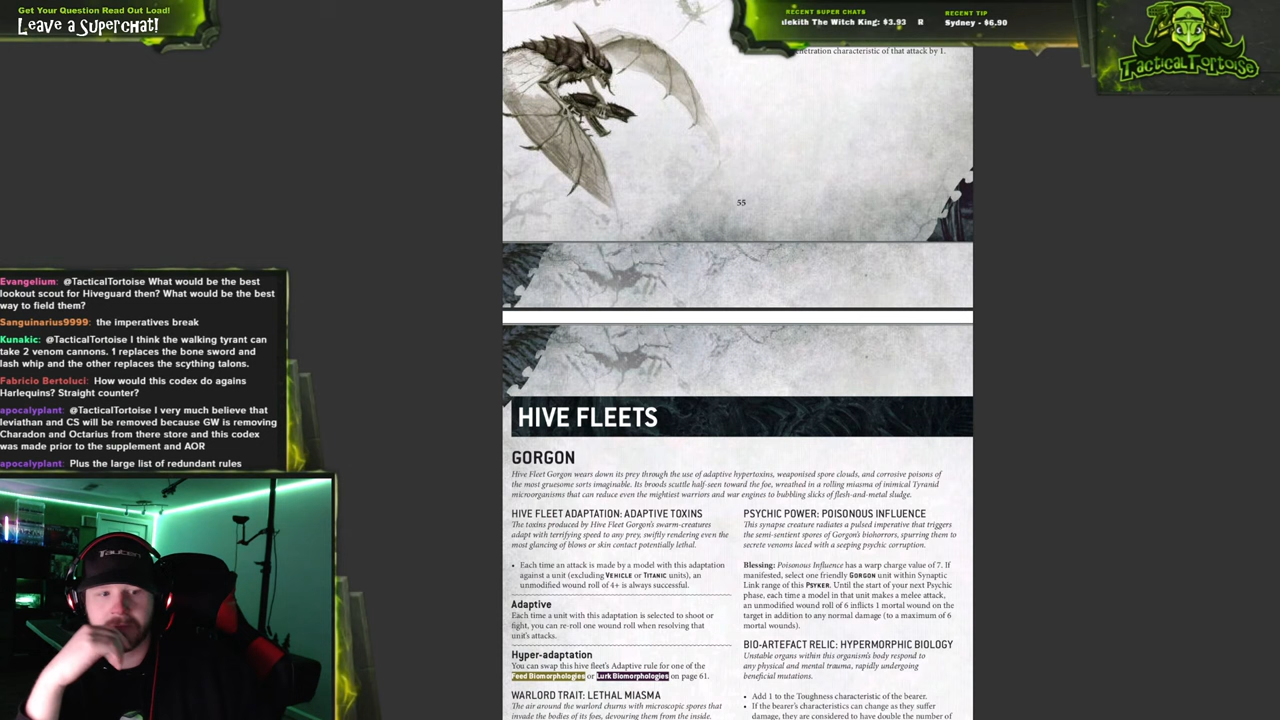 Get Your Question Read Out Load!
Leave a Superchat!
RECENT SUPER CHATS
alekith The Witch King: $3.93 R
RECENT TIP
Sydney - $6.90
TacticalTortoise
netration characteristic of that attack by 1.
55
Evangelium: @TacticalTortoise What would be the best
lookout scout for Hiveguard then? What would be the best
way to field them?
Sanguinarius9999: the imperatives break
Kunakic: @TacticalTortoise I think the walking tyrant can
take 2 venom cannons. 1 replaces the bone sword and
lash whip and the other replaces the scything talons.
Fabricio Bertoluci: How would this codex do agains
Harlequins? Straight counter?
apocalyplant: @TacticalTortoise I very much believe that
leviathan and CS will be removed because GW is removing
Charadon and Octarius from there store and this codex
was made prior to the supplement and AOR
apocalyplant: Plus the large list of redundant rules
HIVE FLEETS
GORGON
Hive Fleet Gorgon wears down its prey through the use of adaptive hypertoxins, weaponised spore clouds, and corrosive poisons of
the most gruesome sorts imaginable. Its broods scuttle half-seen toward the foe, wreathed in a rolling miasma of inimical Tyranid
microorganisms that can reduce even the mightiest warriors and war engines to bubbling slicks of flesh-and-metal sludge.
HIVE FLEET ADAPTATION: ADAPTIVE TOXINS
The toxins produced by Hive Fleet Gorgon's swarm-creatures
adapt with terrifying speed to any prey, swiftly rendering even the
most glancing of blows or skin contact potentially lethal.
• Each time an attack is made by a model with this adaptation
against a unit (excluding VEHICLE or TITANIC units), an
unmodified wound roll of 4+ is always successful.
Adaptive
Each time a unit with this adaptation is selected to shoot or
fight, you can re-roll one wound roll when resolving that
unit's attacks.
Hyper-adaptation
You can swap this hive fleet's Adaptive rule for one of the
Feed Biomorphologies or Lurk Biomorphologies on page 61.
WARLORD TRAIT: LETHAL MIASMA
The air around the warlord churns with microscopic spores that
invade the bodies of its foes, devouring them from the inside.
PSYCHIC POWER: POISONOUS INFLUENCE
This synapse creature radiates a pulsed imperative that triggers
the semi-sentient spores of Gorgon's biohorrors, spurring them to
secrete venoms laced with a seeping psychic corruption.
Blessing: Poisonous Influence has a warp charge value of 7. If
manifested, select one friendly GORGON unit within Synaptic
Link range of this PSYKER. Until the start of your next Psychic
phase, each time a model in that unit makes a melee attack,
an unmodified wound roll of 6 inflicts 1 mortal wound on the
target in addition to any normal damage (to a maximum of 6
mortal wounds).
BIO-ARTEFACT RELIC: HYPERMORPHIC BIOLOGY
Unstable organs within this organism's body respond to
any physical and mental trauma, rapidly undergoing
beneficial mutations.
• Add 1 to the Toughness characteristic of the bearer.
• If the bearer's characteristics can change as they suffer
damage, they are considered to have double the number of